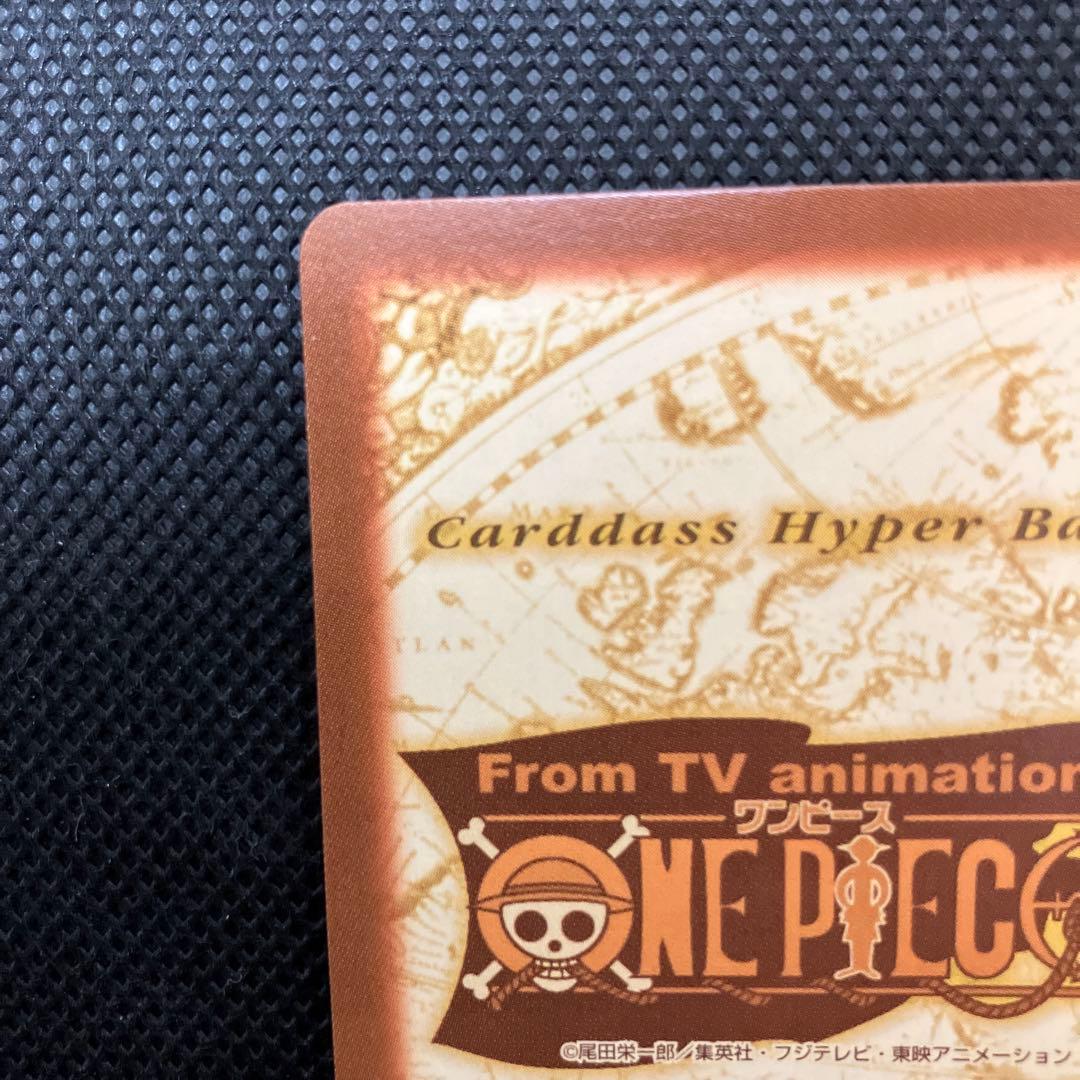 Carddass Hyper Ba
TLAN
From TV animation
ワンピース
ONE PIECE
©尾田栄一郎／集英社・フジテレビ・東映アニメーション